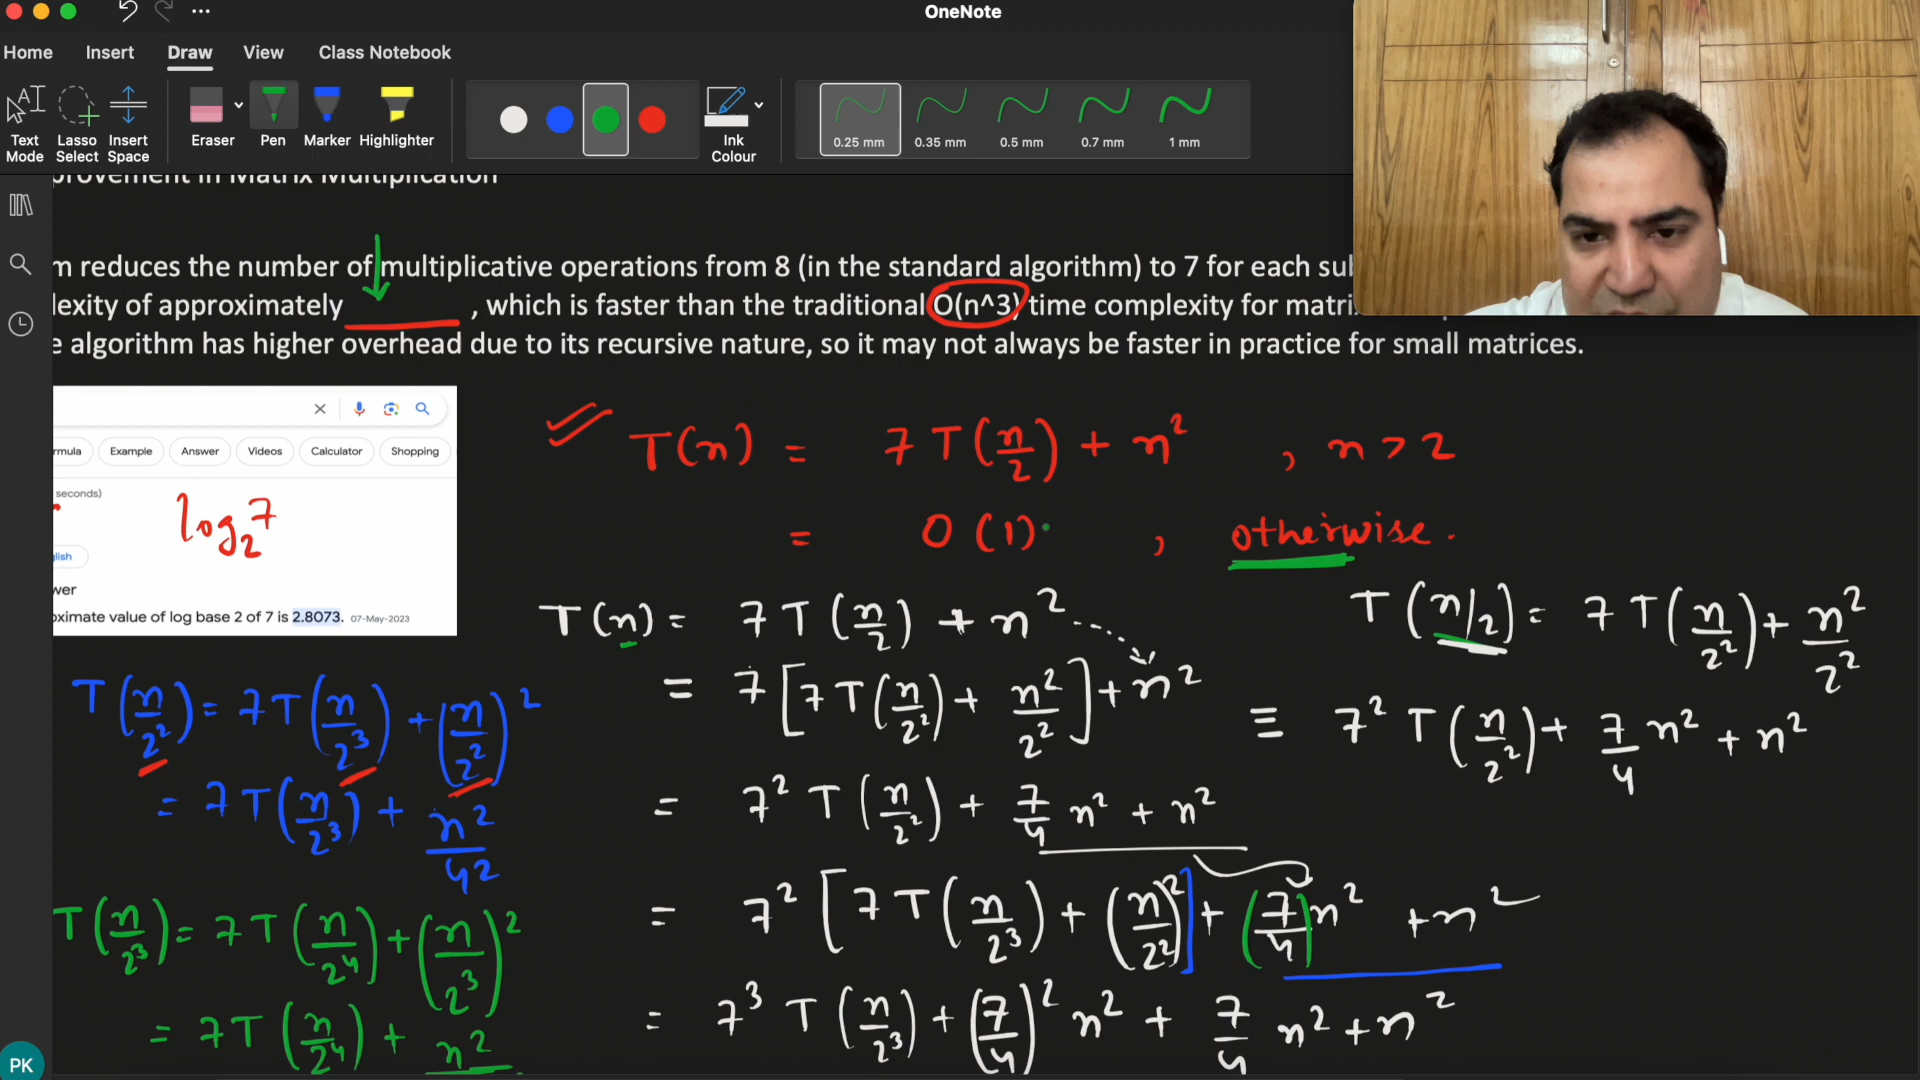 OneNote
Home Insert Draw View Class Notebook
Text Mode
Lasso Select
Insert Space
Eraser
Pen
Marker
Highlighter
Ink Colour
0.25 mm 0.35 mm 0.5 mm 0.7 mm 1 mm
provement in Matrix Multiplication
m reduces the number of multiplicative operations from 8 (in the standard algorithm) to 7 for each sub
lexity of approximately , which is faster than the traditional O(n^3) time complexity for matri
e algorithm has higher overhead due to its recursive nature, so it may not always be faster in practice for small matrices.
rmula Example Answer Videos Calculator Shopping
seconds)
log₂7
lish
wer
oximate value of log base 2 of 7 is 2.8073. 07-May-2023
T(n) = 7T(n/2) + n² , n > 2
= O(1) , otherwise.
T(n) = 7T(n/2) + n²
= 7[7T(n/2²) + n²/2²] + n²
= 7² T(n/2²) + 7/4 n² + n²
= 7² [7T(n/2³) + (n/2²)²] + (7/4)n² + n²
= 7³ T(n/2³) + (7/4)² n² + 7/4 n² + n²
T(n/2) = 7T(n/2²) + n²/2²
≡ 7² T(n/2²) + 7/4 n² + n²
T(n/2²) = 7T(n/2³) + (n/2²)²
= 7T(n/2³) + n²/4²
T(n/2³) = 7T(n/2⁴) + (n/2³)²
= 7T(n/2⁴) + n²
PK